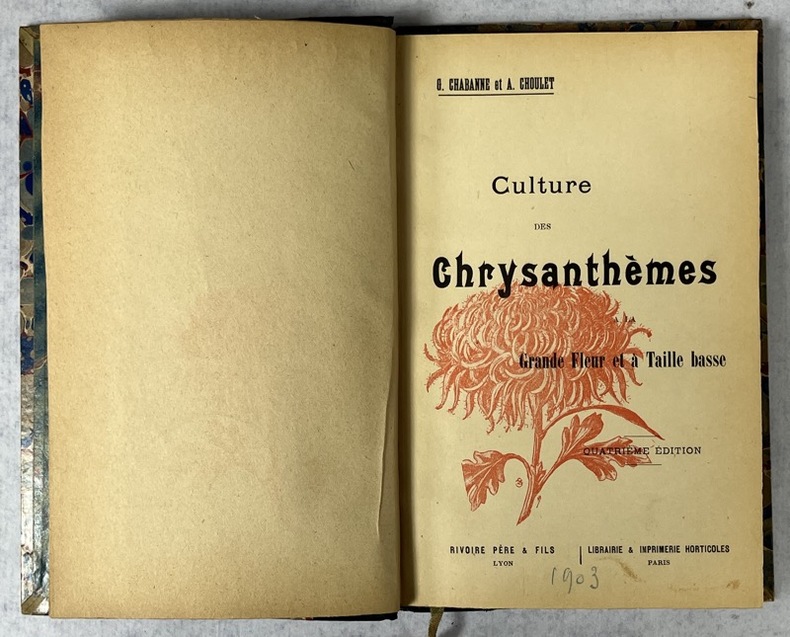 G. CHABANNE et A. CHOULET
Culture
DES
Chrysanthèmes
A LA
Grande Fleur et à Taille basse
QUATRIÈME ÉDITION
RIVOIRE PÈRE & FILS
LYON
LIBRAIRIE & IMPRIMERIE HORTICOLES
PARIS
1903